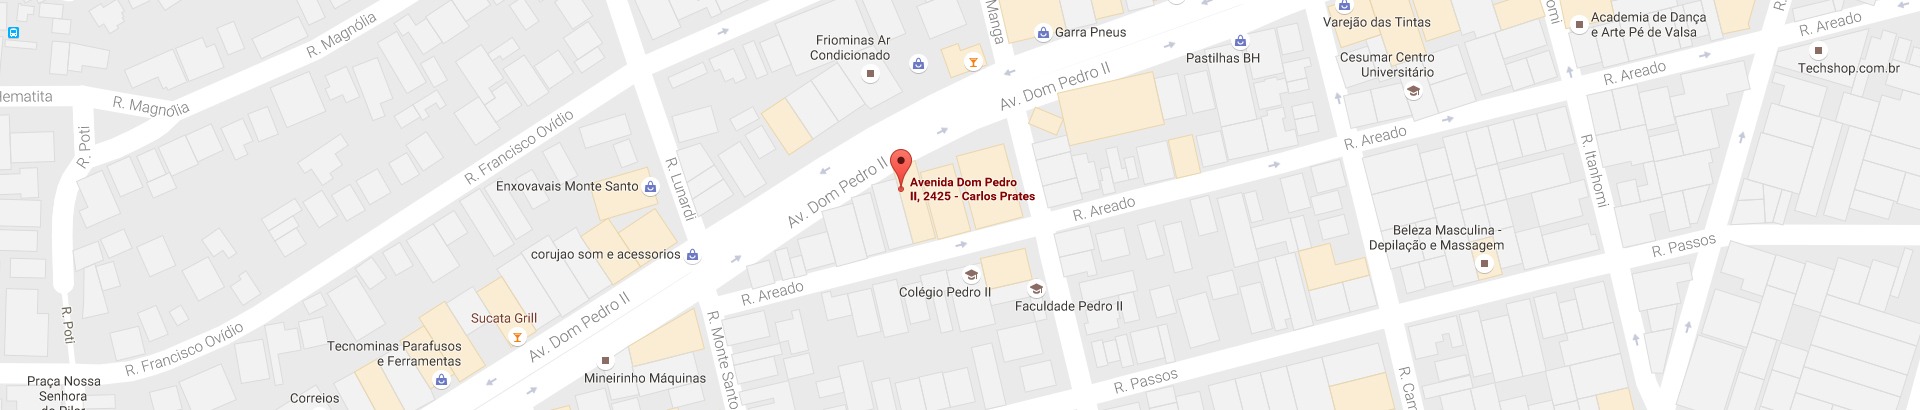 R. Magnólia
Manga
Friominas Ar
Condicionado
Garra Pneus
Pastilhas BH
Varejão das Tintas
Cesumar Centro
Universitário
Academia de Dança
e Arte Pé de Valsa
R. Areado
Techshop.com.br
R. Magnólia
R. Poti
R. Francisco Ovídio
Av. Dom Pedro II
R. Areado
R. Areado
R. Itanhomi
R. Lunardi
Enxovavais Monte Santo
Av. Dom Pedro II
Avenida Dom Pedro
II, 2425 - Carlos Prates
R. Areado
Beleza Masculina -
Depilação e Massagem
R. Passos
corujao som e acessorios
Colégio Pedro II
Faculdade Pedro II
R. Areado
R. Poti
R. Francisco Ovídio
Sucata Grill
Av. Dom Pedro II
R. Monte Santo
Tecnominas Parafusos
e Ferramentas
Mineirinho Máquinas
R. Passos
Praça Nossa
Senhora
Correios